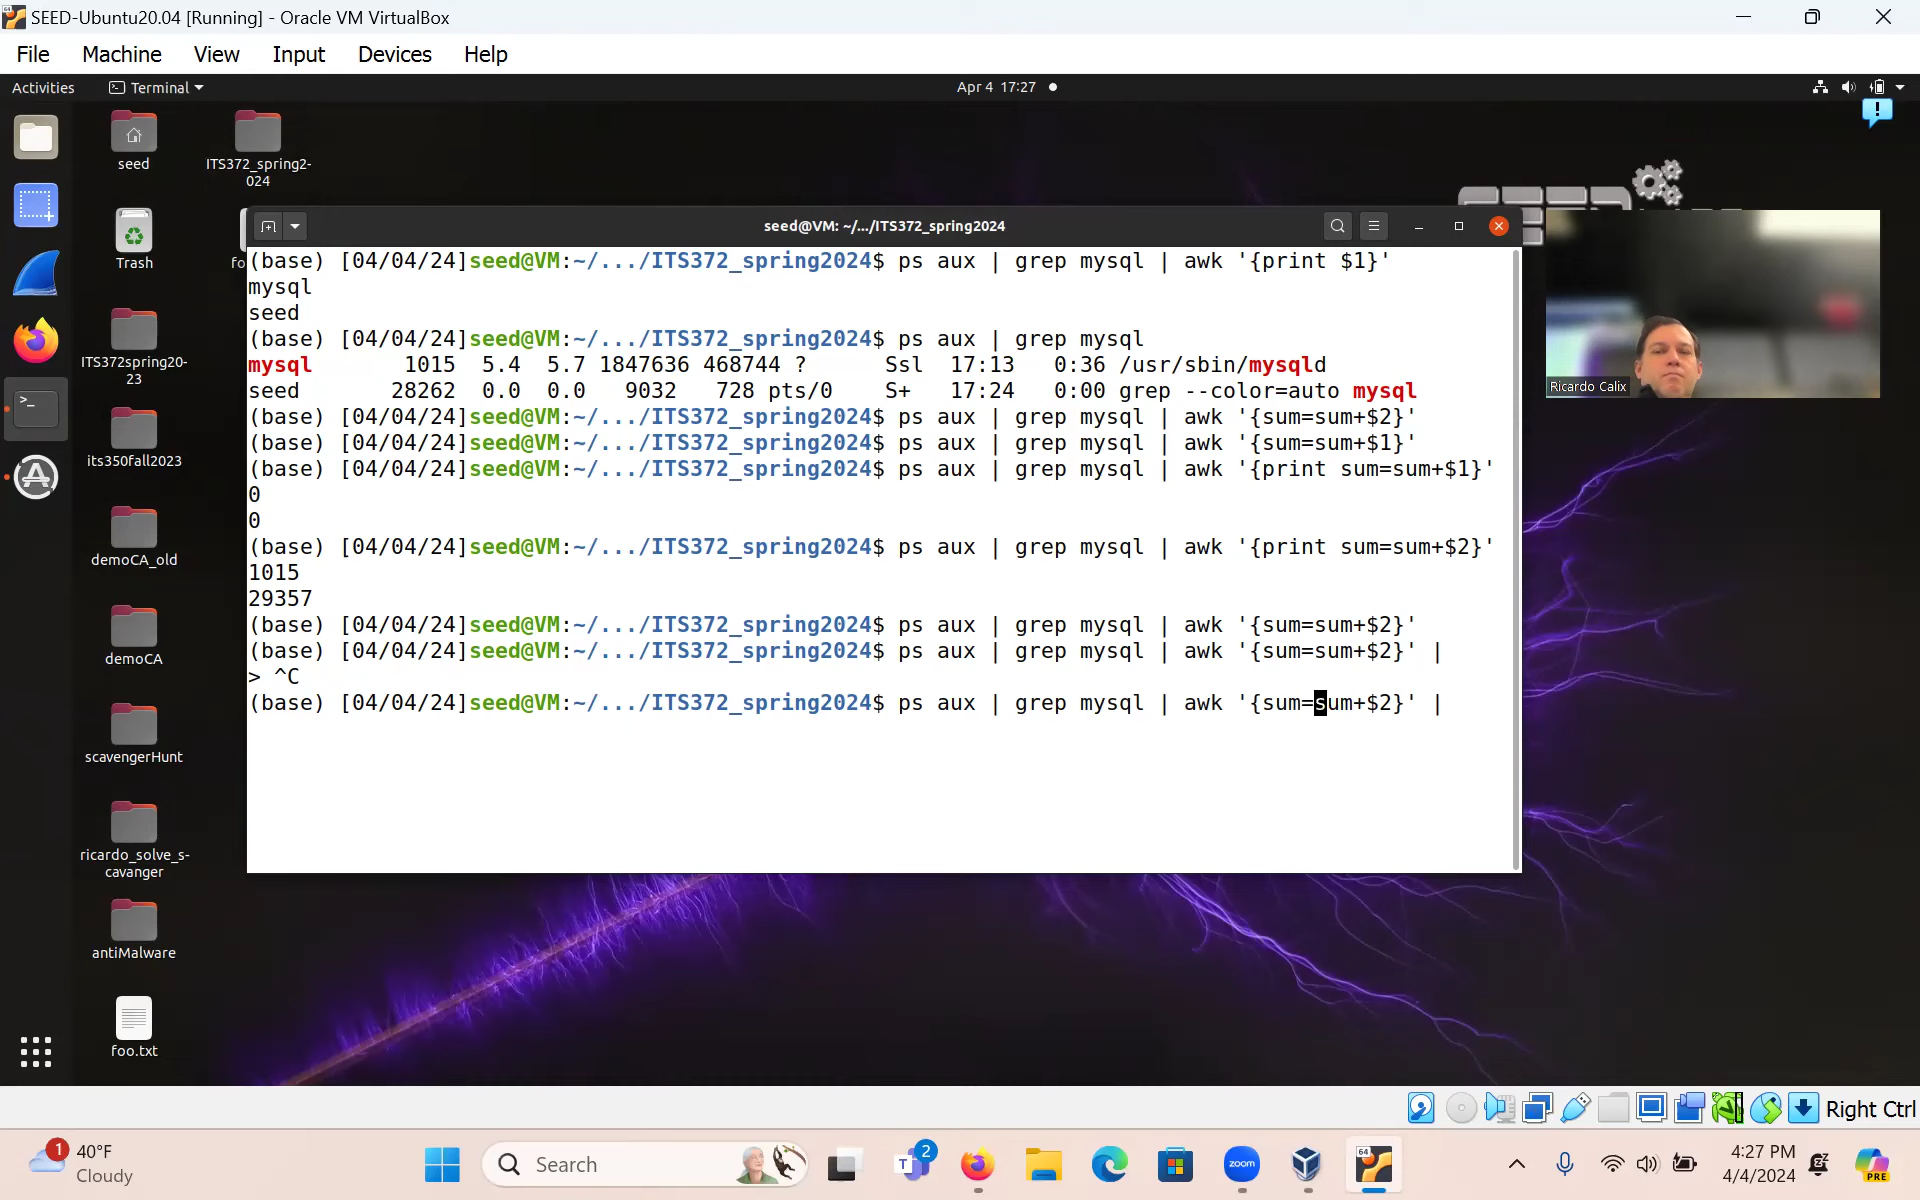 SEED-Ubuntu20.04 [Running] - Oracle VM VirtualBox
File Machine View Input Devices Help
Activities Terminal Apr 4 17:27
seed
ITS372_spring2-
024
Trash
fo
ITS372spring20-
23
its350fall2023
demoCA_old
demoCA
scavengerHunt
ricardo_solve_s-
cavanger
antiMalware
foo.txt
seed@VM: ~/.../ITS372_spring2024
(base) [04/04/24]seed@VM:~/.../ITS372_spring2024$ ps aux | grep mysql | awk '{print $1}'
mysql
seed
(base) [04/04/24]seed@VM:~/.../ITS372_spring2024$ ps aux | grep mysql
mysql 1015 5.4 5.7 1847636 468744 ? Ssl 17:13 0:36 /usr/sbin/mysqld
seed 28262 0.0 0.0 9032 728 pts/0 S+ 17:24 0:00 grep --color=auto mysql
(base) [04/04/24]seed@VM:~/.../ITS372_spring2024$ ps aux | grep mysql | awk '{sum=sum+$2}'
(base) [04/04/24]seed@VM:~/.../ITS372_spring2024$ ps aux | grep mysql | awk '{sum=sum+$1}'
(base) [04/04/24]seed@VM:~/.../ITS372_spring2024$ ps aux | grep mysql | awk '{print sum=sum+$1}'
0
0
(base) [04/04/24]seed@VM:~/.../ITS372_spring2024$ ps aux | grep mysql | awk '{print sum=sum+$2}'
1015
29357
(base) [04/04/24]seed@VM:~/.../ITS372_spring2024$ ps aux | grep mysql | awk '{sum=sum+$2}'
(base) [04/04/24]seed@VM:~/.../ITS372_spring2024$ ps aux | grep mysql | awk '{sum=sum+$2}' |
> ^C
(base) [04/04/24]seed@VM:~/.../ITS372_spring2024$ ps aux | grep mysql | awk '{sum=sum+$2}' |
Ricardo Calix
Right Ctrl
1
40°F
Cloudy
Search
2
zoom
64
4:27 PM
4/4/2024
PRE